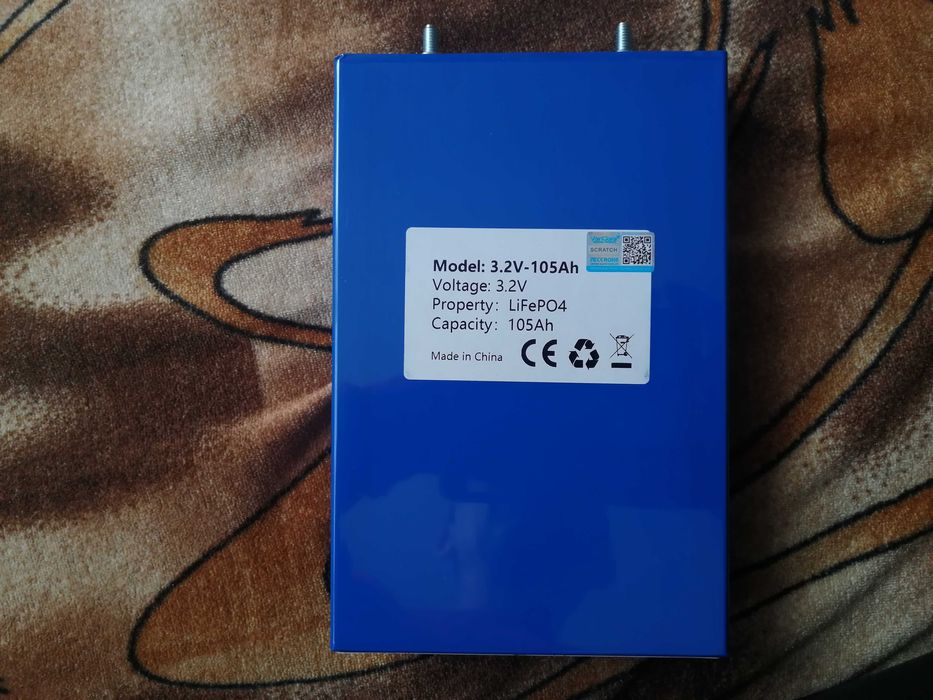 SCRATCH
Model: 3.2V-105Ah
Voltage: 3.2V
Property: LiFePO4
Capacity: 105Ah
Made in China CE